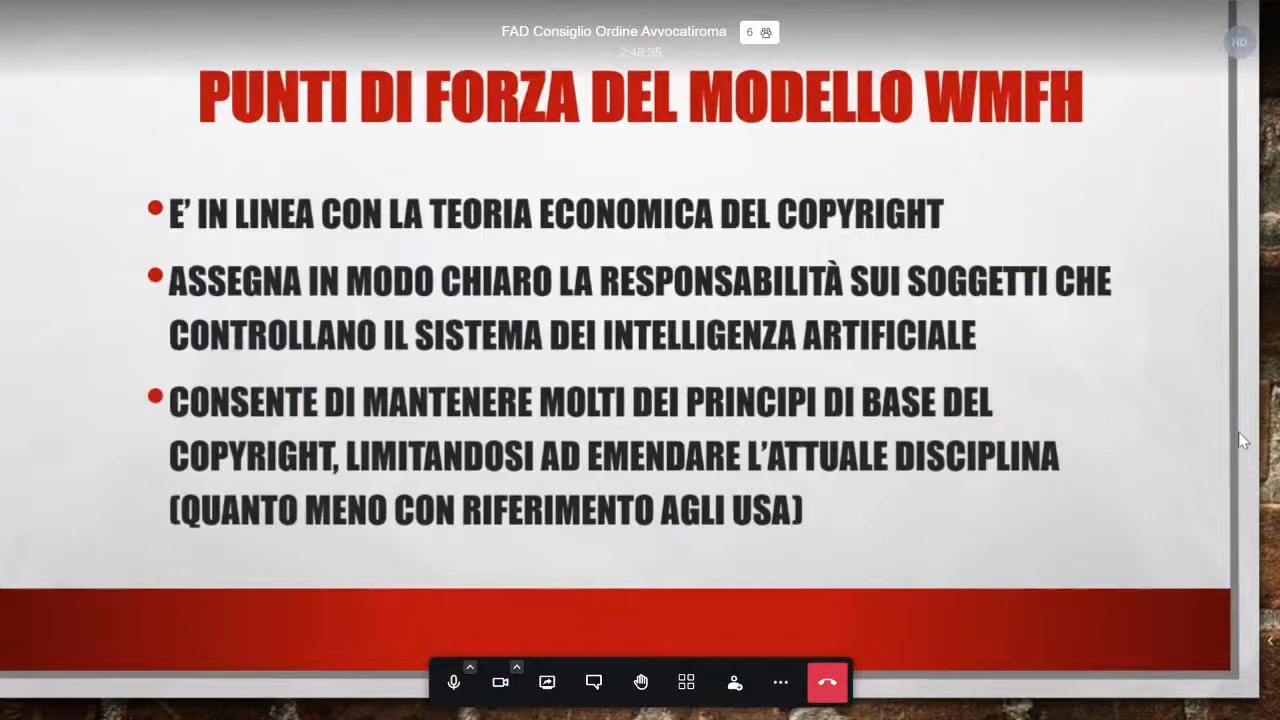 FAD Consiglio Ordine Avvocatiroma 6
2:48:35
HD
PUNTI DI FORZA DEL MODELLO WMFH
• E’ IN LINEA CON LA TEORIA ECONOMICA DEL COPYRIGHT
• ASSEGNA IN MODO CHIARO LA RESPONSABILITÀ SUI SOGGETTI CHE
CONTROLLANO IL SISTEMA DEI INTELLIGENZA ARTIFICIALE
• CONSENTE DI MANTENERE MOLTI DEI PRINCIPI DI BASE DEL
COPYRIGHT, LIMITANDOSI AD EMENDARE L’ATTUALE DISCIPLINA
(QUANTO MENO CON RIFERIMENTO AGLI USA)